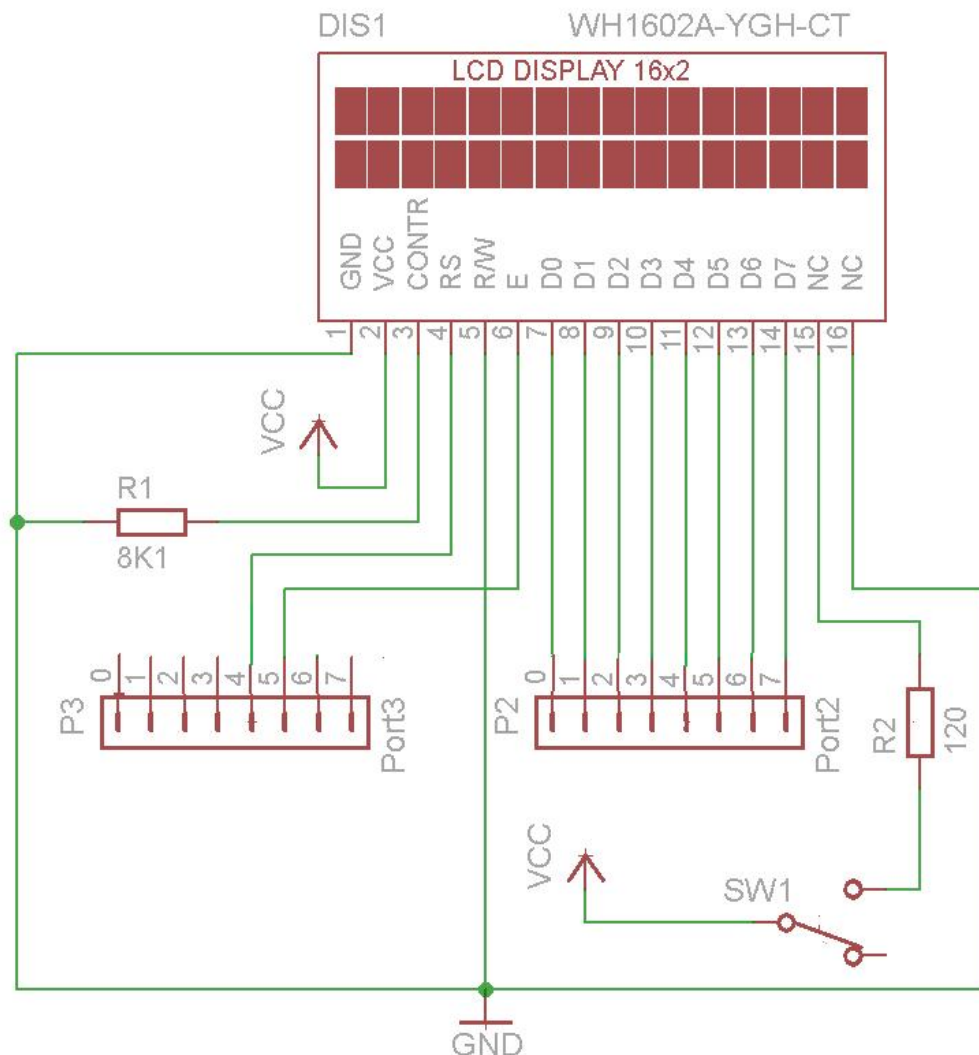 DIS1 WH1602A-YGH-CT
LCD DISPLAY 16x2
GND VCC CONTR RS R/W E D0 D1 D2 D3 D4 D5 D6 D7 NC NC
1 2 3 4 5 6 7 8 9 10 11 12 13 14 15 16
VCC
R1
8K1
P3 0 1 2 3 4 5 6 7 Port3
P2 0 1 2 3 4 5 6 7 Port2
R2 120
VCC
SW1
GND